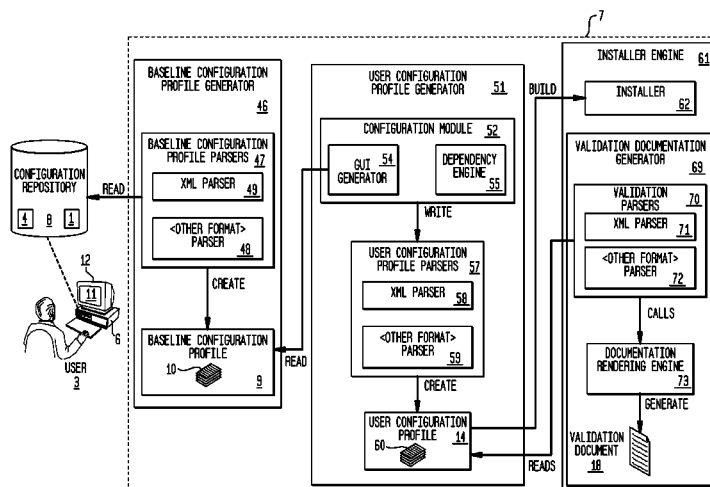 7
BASELINE CONFIGURATION
PROFILE GENERATOR
46
BASELINE CONFIGURATION
PROFILE PARSERS 47
XML PARSER 49
<OTHER FORMAT>
PARSER 48
CREATE
BASELINE CONFIGURATION
PROFILE
10
9
CONFIGURATION
REPOSITORY
4 8 1
READ
12
11
6
USER
3
USER CONFIGURATION
PROFILE GENERATOR 51
CONFIGURATION MODULE
52
GUI
GENERATOR 54
DEPENDENCY
ENGINE 55
WRITE
USER CONFIGURATION
PROFILE PARSERS 57
XML PARSER 58
<OTHER FORMAT>
PARSER 59
CREATE
READ
USER CONFIGURATION
PROFILE 14
60
BUILD
READS
INSTALLER ENGINE 61
INSTALLER
62
VALIDATION DOCUMENTATION
GENERATOR 69
VALIDATION
PARSERS 70
XML PARSER 71
<OTHER FORMAT>
PARSER 72
CALLS
DOCUMENTATION
RENDERING ENGINE
73
GENERATE
VALIDATION
DOCUMENT
18